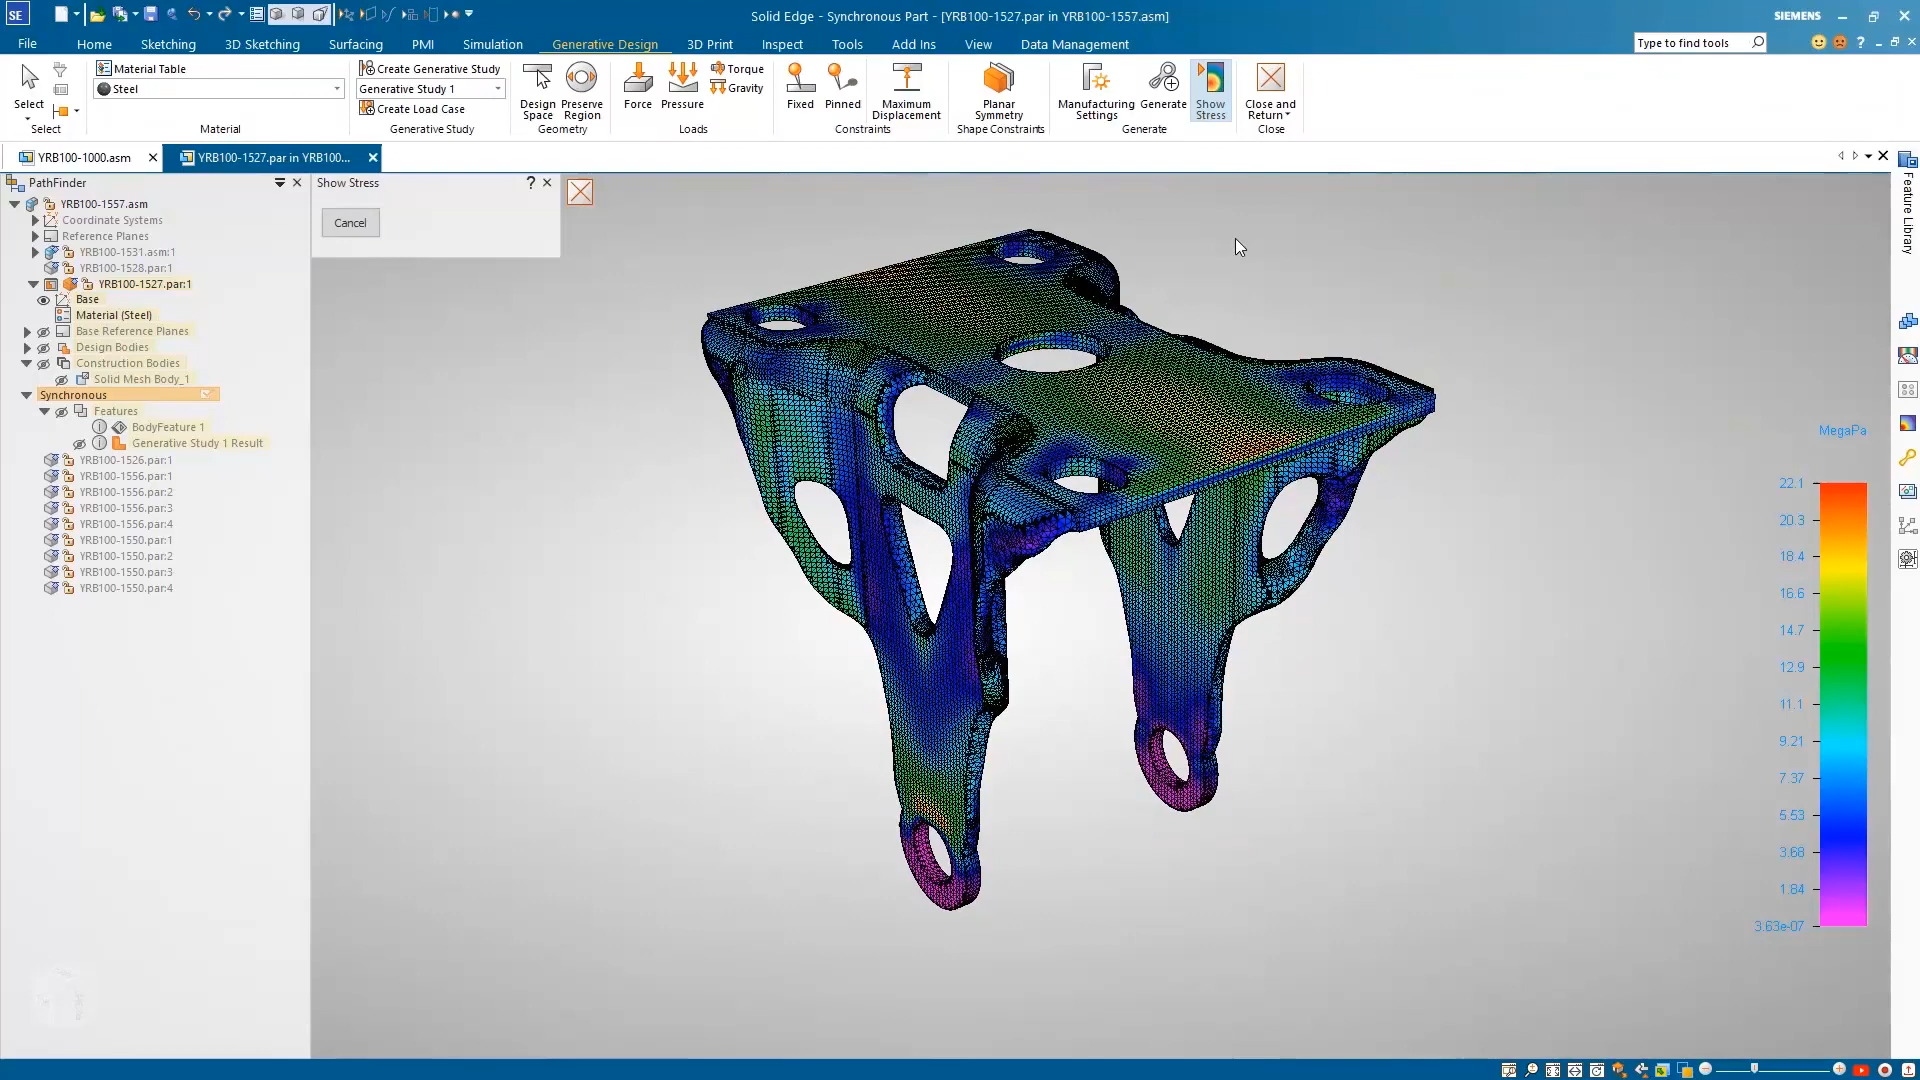 SE
Solid Edge - Synchronous Part - [YRB100-1527.par in YRB100-1557.asm]
SIEMENS
File Home Sketching 3D Sketching Surfacing PMI Simulation Generative Design 3D Print Inspect Tools Add Ins View Data Management
Type to find tools
Select
Select
Material Table
Steel
Material
Create Generative Study
Generative Study 1
Create Load Case
Generative Study
Design Space
Preserve Region
Geometry
Force
Pressure
Torque
Gravity
Loads
Fixed
Pinned
Maximum Displacement
Constraints
Planar Symmetry
Shape Constraints
Manufacturing Settings
Generate
Show Stress
Generate
Close and Return
Close
YRB100-1000.asm
YRB100-1527.par in YRB100...
PathFinder
YRB100-1557.asm
Coordinate Systems
Reference Planes
YRB100-1531.asm:1
YRB100-1528.par:1
YRB100-1527.par:1
Base
Material (Steel)
Base Reference Planes
Design Bodies
Construction Bodies
Solid Mesh Body_1
Synchronous
Features
BodyFeature 1
Generative Study 1 Result
YRB100-1526.par:1
YRB100-1556.par:1
YRB100-1556.par:2
YRB100-1556.par:3
YRB100-1556.par:4
YRB100-1550.par:1
YRB100-1550.par:2
YRB100-1550.par:3
YRB100-1550.par:4
Show Stress
?
Cancel
Feature Library
MegaPa
22.1
20.3
18.4
16.6
14.7
12.9
11.1
9.21
7.37
5.53
3.68
1.84
3.63e-07